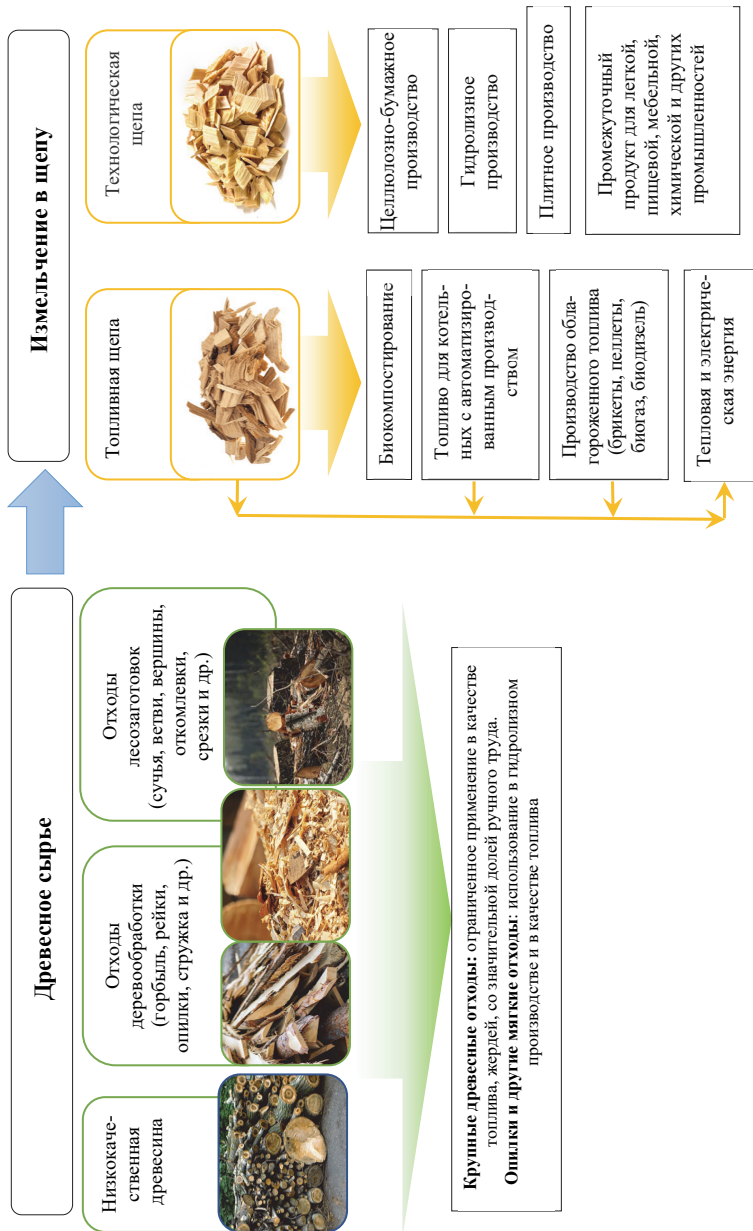 Древесное сырье
Низкокаче-
ственная
древесина
Отходы
деревообработки
(горбыль, рейки,
опилки, стружка и др.)
Отходы
лесозаготовок
(сучья, ветви, вершины,
откомлевки,
срезки и др.)
Крупные древесные отходы: ограниченное применение в качестве
топлива, жердей, со значительной долей ручного труда.
Опилки и другие мягкие отходы: использование в гидролизном
производстве и в качестве топлива
Измельчение в щепу
Топливная щепа
Биокомпостирование
Топливо для котель-
ных с автоматизиро-
ванным производ-
ством
Производство обла-
гороженного топлива
(брикеты, пеллеты,
биогаз, биодизель)
Тепловая и электриче-
ская энергия
Технологическая
щепа
Целлюлозно-бумажное
производство
Гидролизное
производство
Плитное производство
Промежуточный
продукт для легкой,
пищевой, мебельной,
химической и других
промышленностей